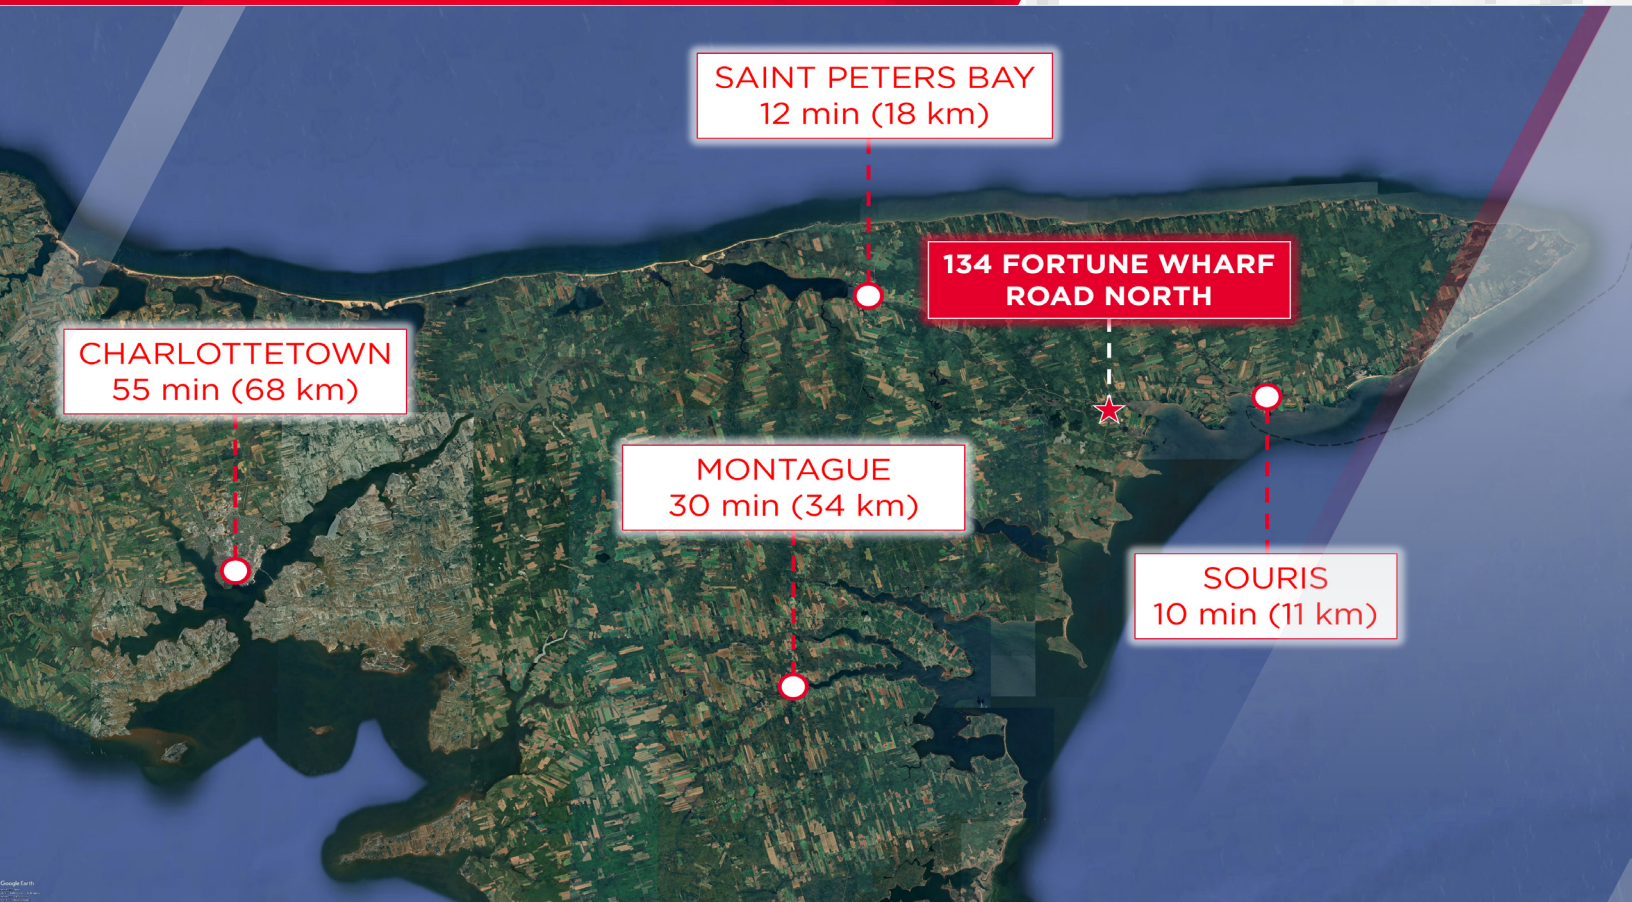 SAINT PETERS BAY
12 min (18 km)
134 FORTUNE WHARF
ROAD NORTH
CHARLOTTETOWN
55 min (68 km)
MONTAGUE
30 min (34 km)
SOURIS
10 min (11 km)
Google Earth